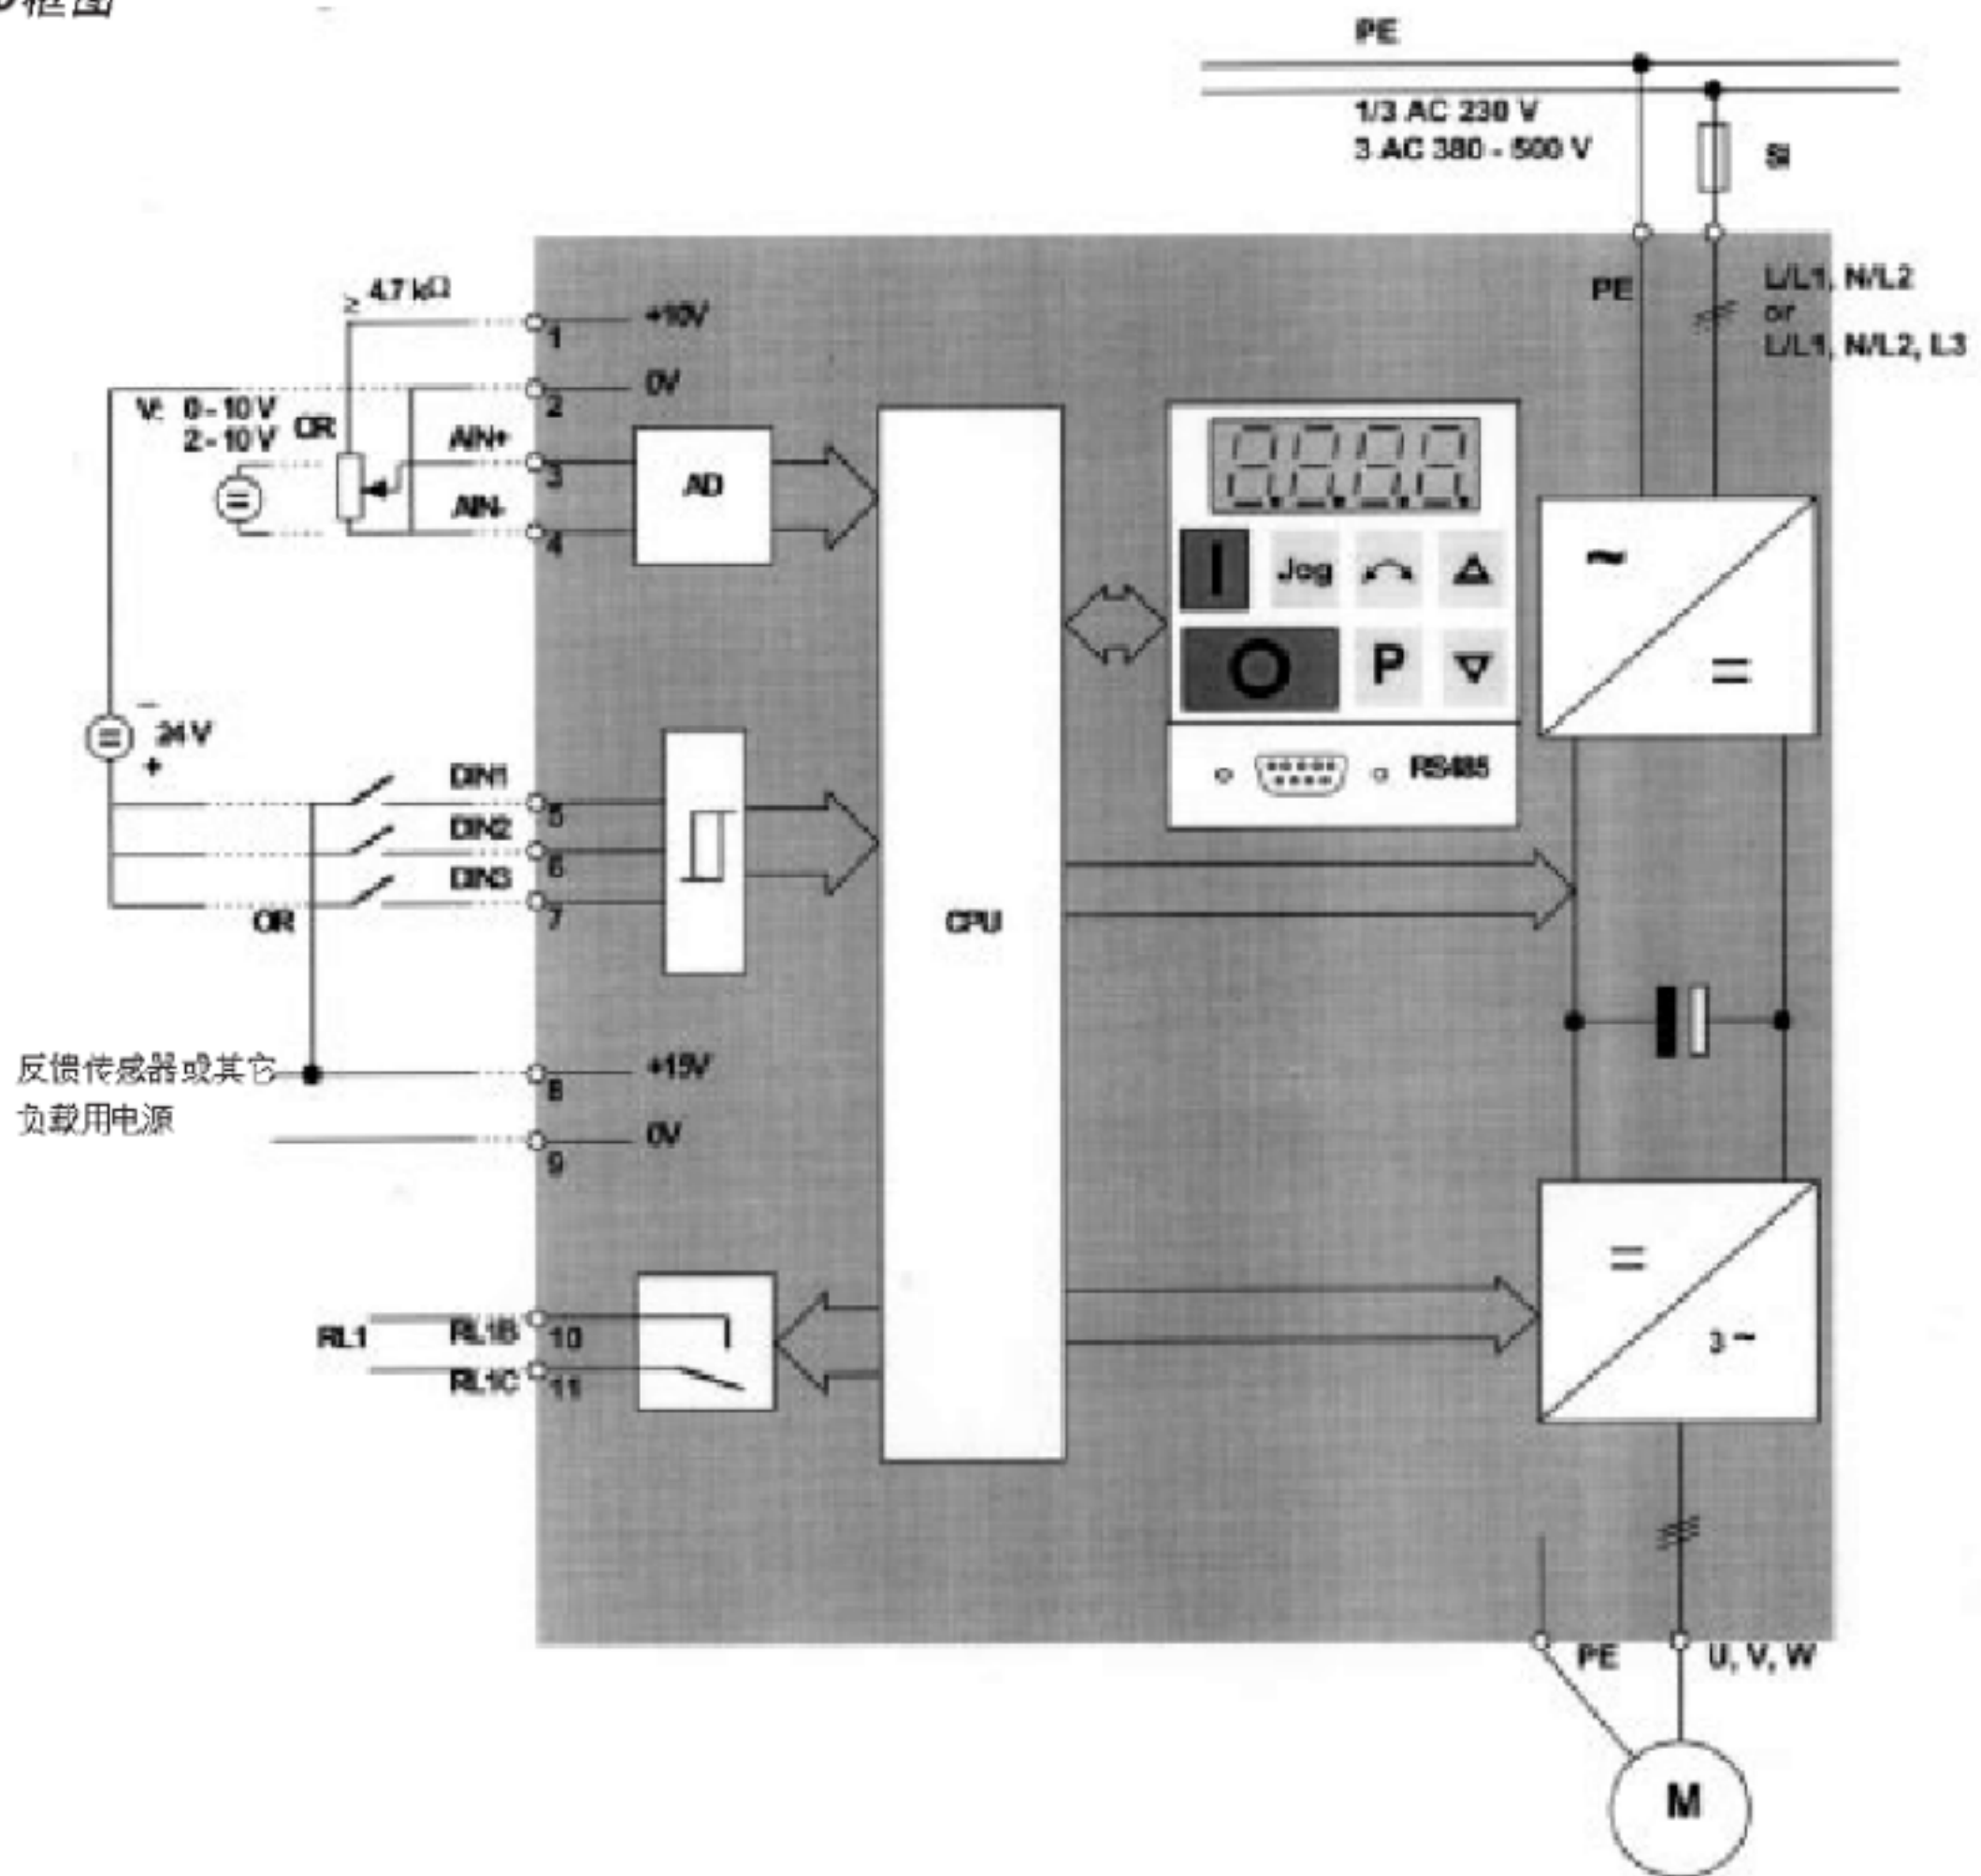 框图
PE
1/3 AC 230 V
3 AC 380 - 500 V
SI
PE
L/L1, N/L2
or
L/L1, N/L2, L3
≥ 4.7 kΩ
1
+10V
2
0V
V: 0 - 10 V
2 - 10 V
OR
AIN+
3
AIN-
4
AD
Jog
P
RS485
24 V
+
DIN1
5
DIN2
6
DIN3
7
OR
CPU
反馈传感器或其它
负载用电源
8
+15V
9
0V
RL1
RL1B
10
RL1C
11
3 ~
PE
U, V, W
M